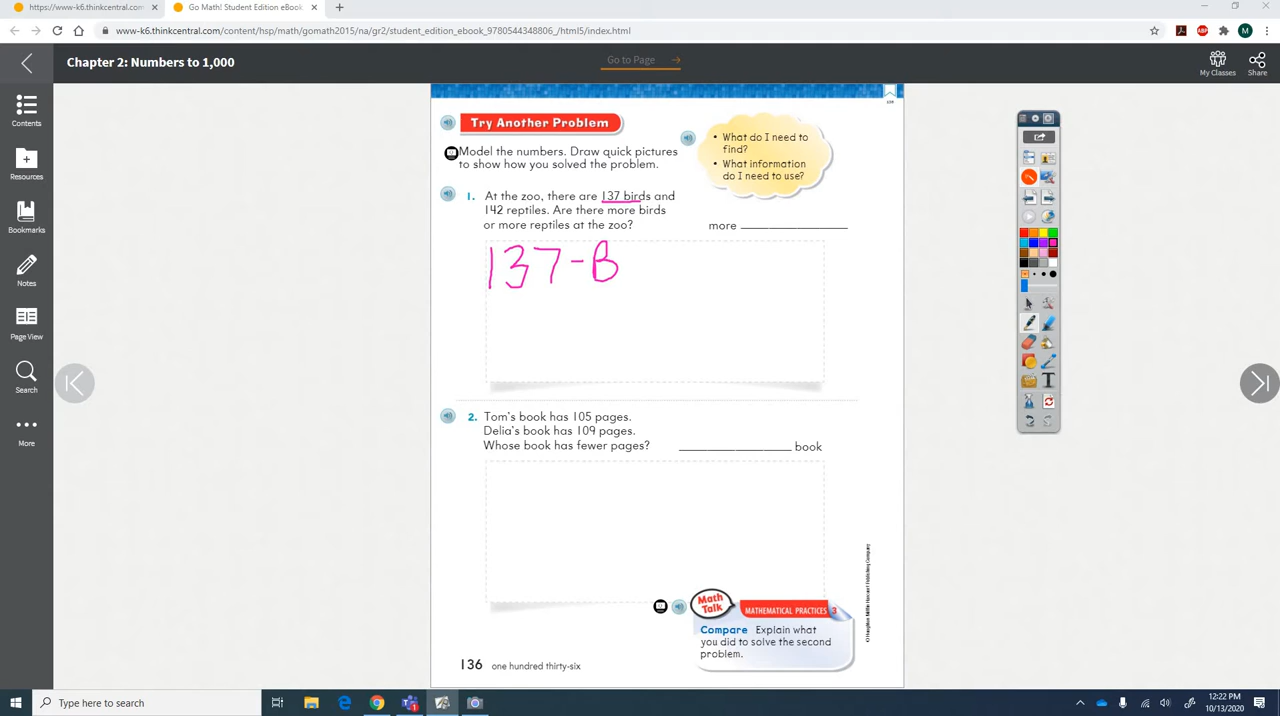 https://www-k6.thinkcentral.com/
Go Math! Student Edition eBook
www-k6.thinkcentral.com/content/hsp/math/gomath2015/na/gr2/student_edition_ebook_9780544348806_/html5/index.html
M
Chapter 2: Numbers to 1,000
Go to Page
My Classes
Share
Contents
Resources
Bookmarks
Notes
Page View
Search
More
Try Another Problem
Model the numbers. Draw quick pictures
to show how you solved the problem.
• What do I need to
find?
• What information
do I need to use?
1. At the zoo, there are 137 birds and
142 reptiles. Are there more birds
or more reptiles at the zoo?
more
137-B
2. Tom's book has 105 pages.
Delia's book has 109 pages.
Whose book has fewer pages?
book
© Houghton Mifflin Harcourt Publishing Company
Math
Talk
MATHEMATICAL PRACTICES 3
Compare Explain what
you did to solve the second
problem.
136 one hundred thirty-six
Type here to search
12:22 PM
10/13/2020